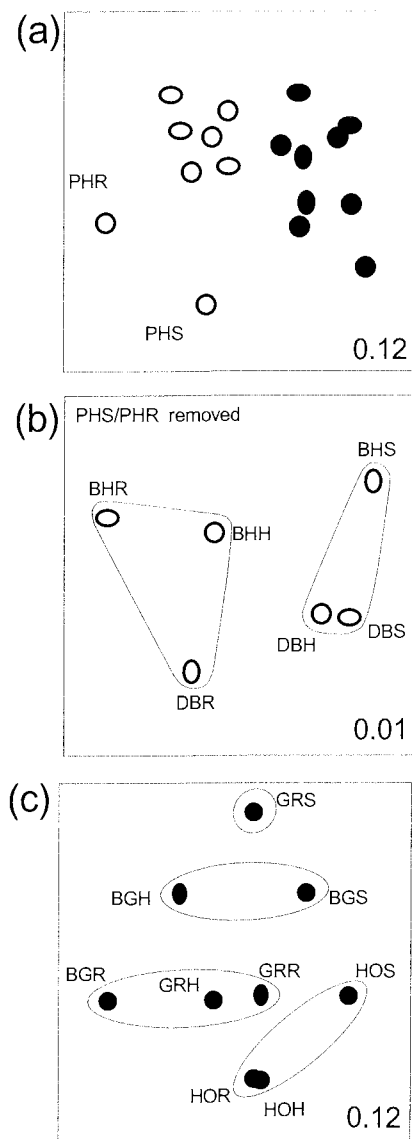 (a)
PHR
PHS
0.12
(b)
PHS/PHR removed
BHS
BHR
BHH
DBH
DBS
DBR
0.01
(c)
GRS
BGH
BGS
BGR
GRH
GRR
HOS
HOR
HOH
0.12